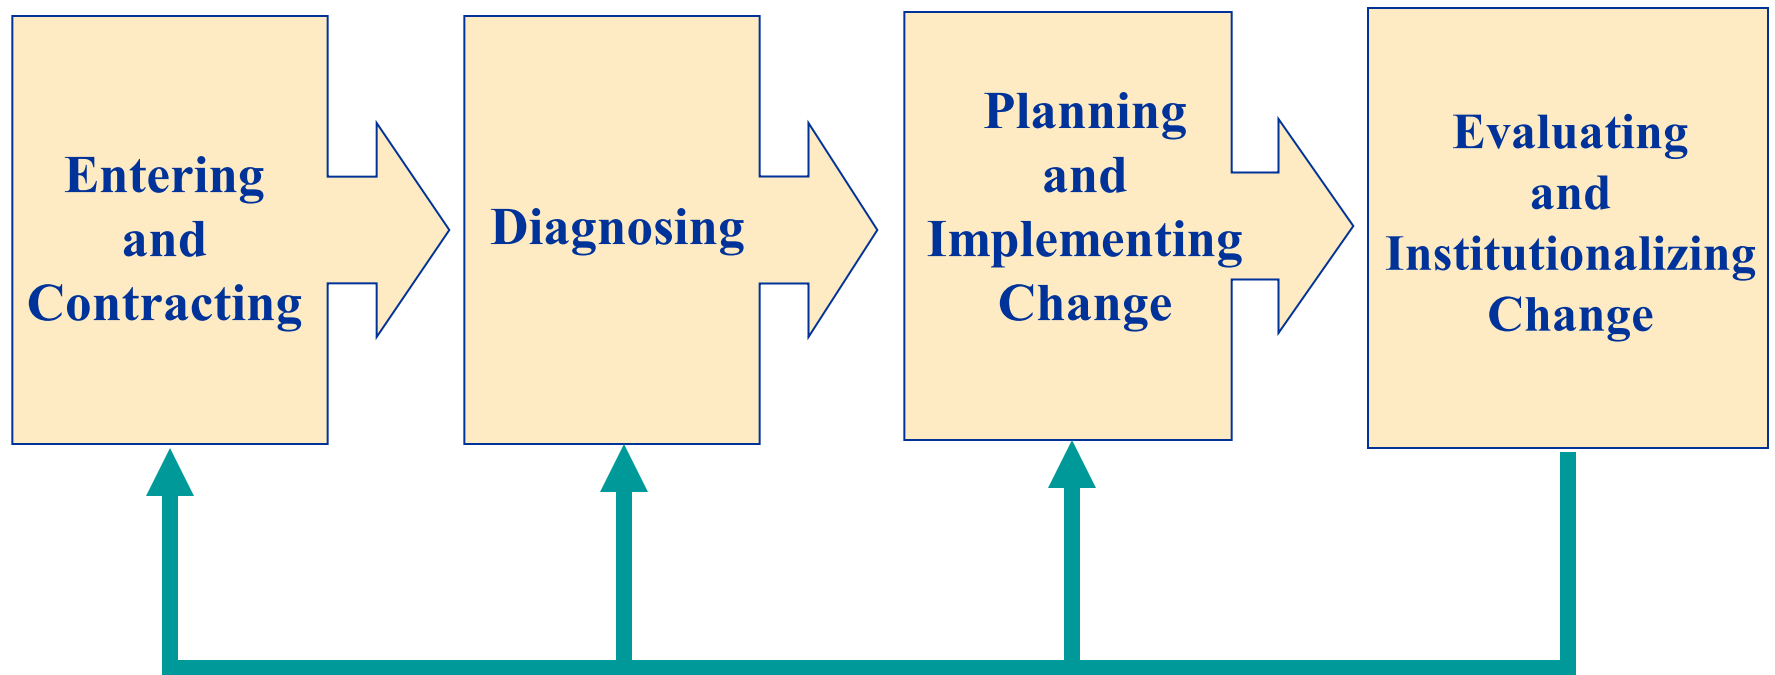 Entering
and
Contracting
Diagnosing
Planning
and
Implementing
Change
Evaluating
and
Institutionalizing
Change